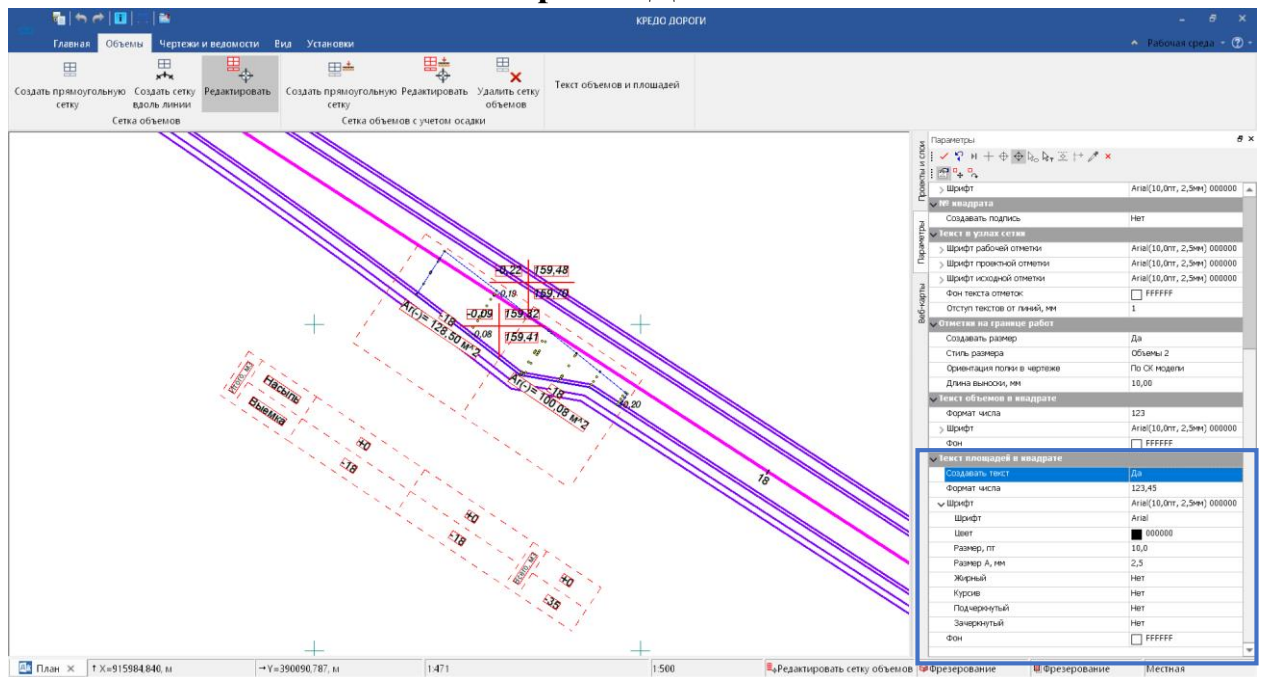 КРЕДО ДОРОГИ
Главная Объемы Чертежи и ведомости Вид Установки
Рабочая среда
Создать прямоугольную сетку
Создать сетку вдоль линии
Редактировать
Сетка объемов
Создать прямоугольную сетку
Редактировать
Удалить сетку объемов
Сетка объемов с учетом осадки
Текст объемов и площадей
-0,22 159,48
-0,18 159,70
-0,09 159,32
-0,08 159,41
-18
Ar(-)= 128,50 м^2
-18
Ar(-)= 100,08 м^2
-0,20
18
Итого, м3
Насыпь
Выемка
+0
-18
+0
-18
Всего, м3
+0
-35
Проекты и слои
Параметры
Веб-карты
Параметры
Шрифт Arial(10,0пт, 2,5мм) 000000
№ квадрата
Создавать подпись Нет
Текст в узлах сетки
Шрифт рабочей отметки Arial(10,0пт, 2,5мм) 000000
Шрифт проектной отметки Arial(10,0пт, 2,5мм) 000000
Шрифт исходной отметки Arial(10,0пт, 2,5мм) 000000
Фон текста отметок FFFFFF
Отступ текстов от линий, мм 1
Отметки на границе работ
Создавать размер Да
Стиль размера Объемы 2
Ориентация полки в чертеже По СК модели
Длина выноски, мм 10,00
Текст объемов в квадрате
Формат числа 123
Шрифт Arial(10,0пт, 2,5мм) 000000
Фон FFFFFF
Текст площадей в квадрате
Создавать текст Да
Формат числа 123,45
Шрифт Arial(10,0пт, 2,5мм) 000000
Шрифт Arial
Цвет 000000
Размер, пт 10,0
Размер А, мм 2,5
Жирный Нет
Курсив Нет
Подчеркнутый Нет
Зачеркнутый Нет
Фон FFFFFF
План X=915984,840, м Y=390090,787, м 1:471 1:500 Редактировать сетку объемов Фрезерование Фрезерование Местная